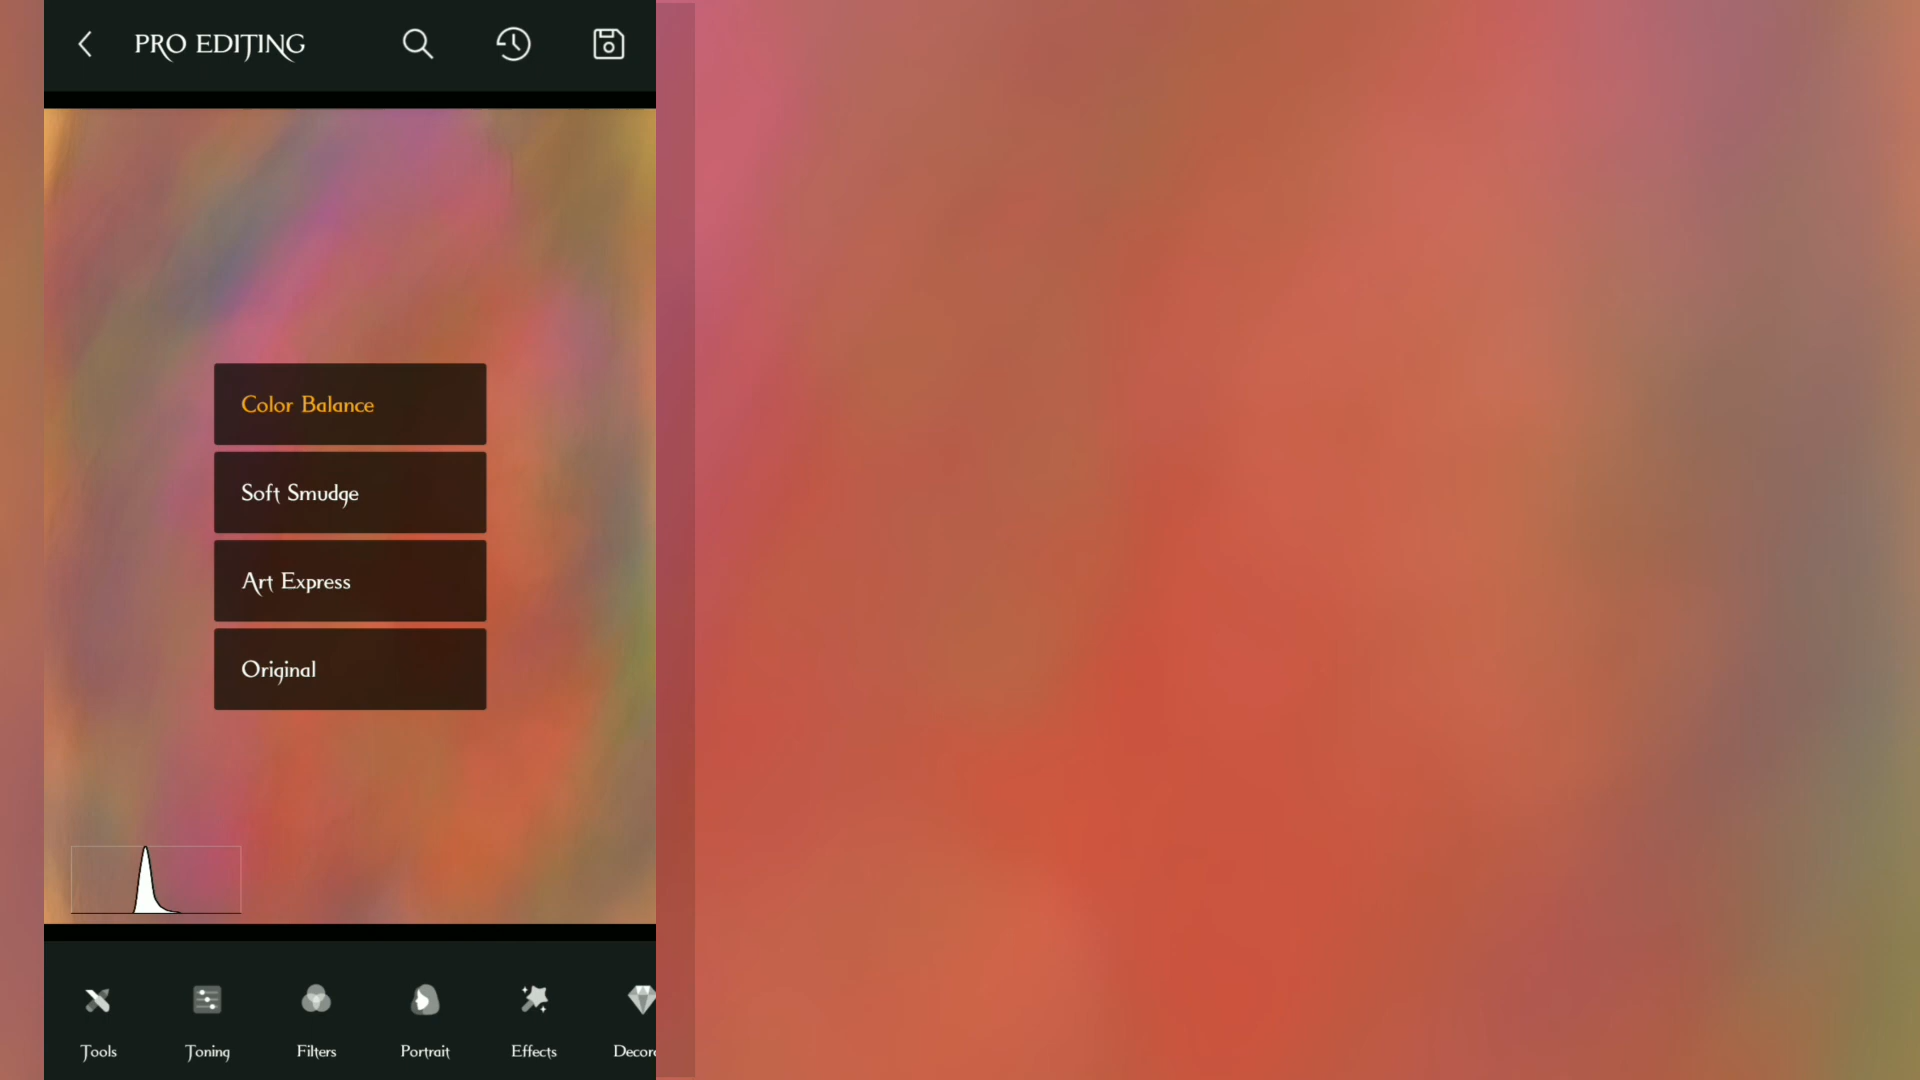 PRO EDITING
Color Balance
Soft Smudge
Art Express
Original
Tools
Toning
Filters
Portrait
Effects